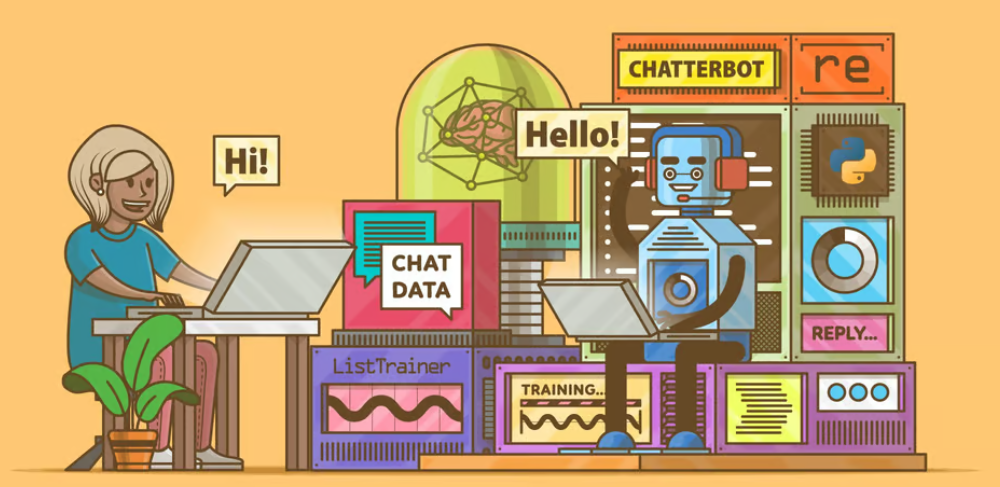 CHATTERBOT
re
Hi!
Hello!
CHAT
DATA
REPLY...
ListTrainer
TRAINING...